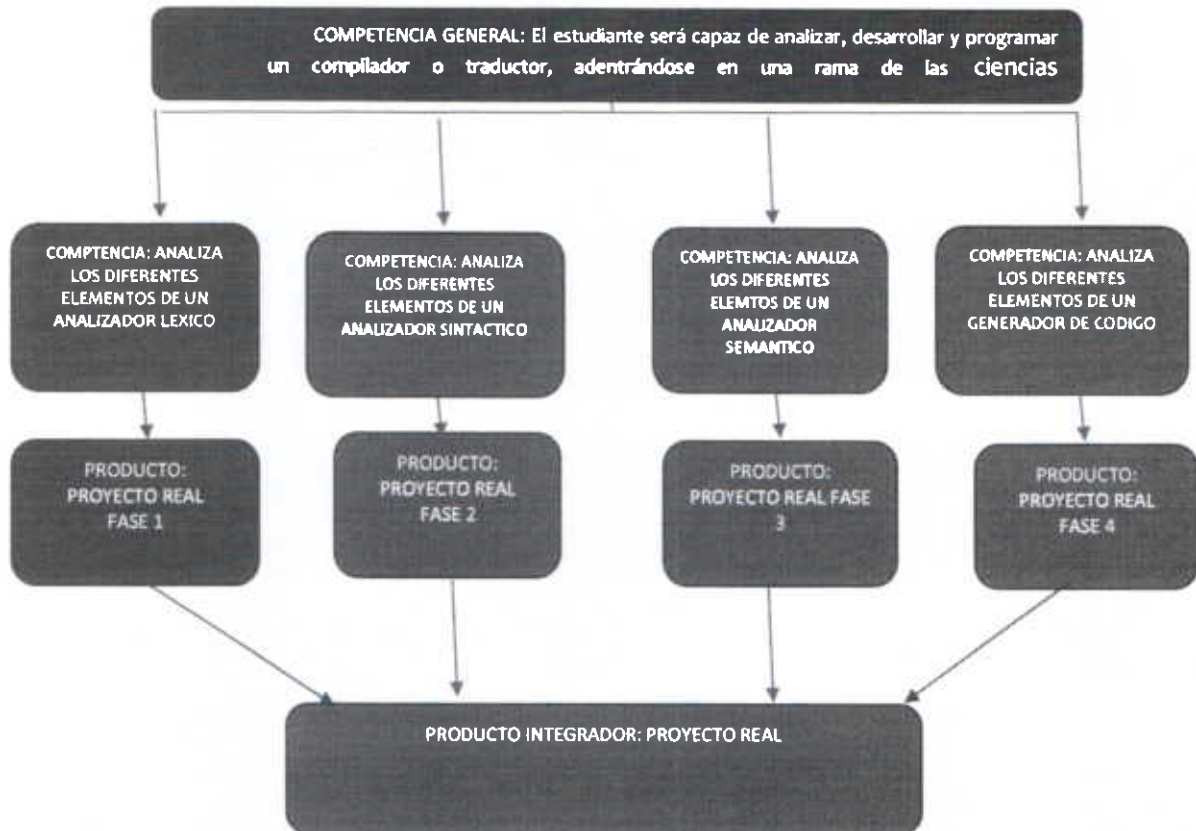 COMPETENCIA GENERAL: El estudiante será capaz de analizar, desarrollar y programar
un compilador o traductor, adentrándose en una rama de las ciencias
COMPTENCIA: ANALIZA
LOS DIFERENTES
ELEMENTOS DE UN
ANALIZADOR LEXICO
COMPETENCIA: ANALIZA
LOS DIFERENTES
ELEMENTOS DE UN
ANALIZADOR SINTACTICO
COMPETENCIA: ANALIZA
LOS DIFERENTES
ELEMTOS DE UN
ANALIZADOR
SEMANTICO
COMPETENCIA: ANALIZA
LOS DIFERENTES
ELEMENTOS DE UN
GENERADOR DE CODIGO
PRODUCTO:
PROYECTO REAL
FASE 1
PRODUCTO:
PROYECTO REAL
FASE 2
PRODUCTO:
PROYECTO REAL FASE
3
PRODUCTO:
PROYECTO REAL
FASE 4
PRODUCTO INTEGRADOR: PROYECTO REAL